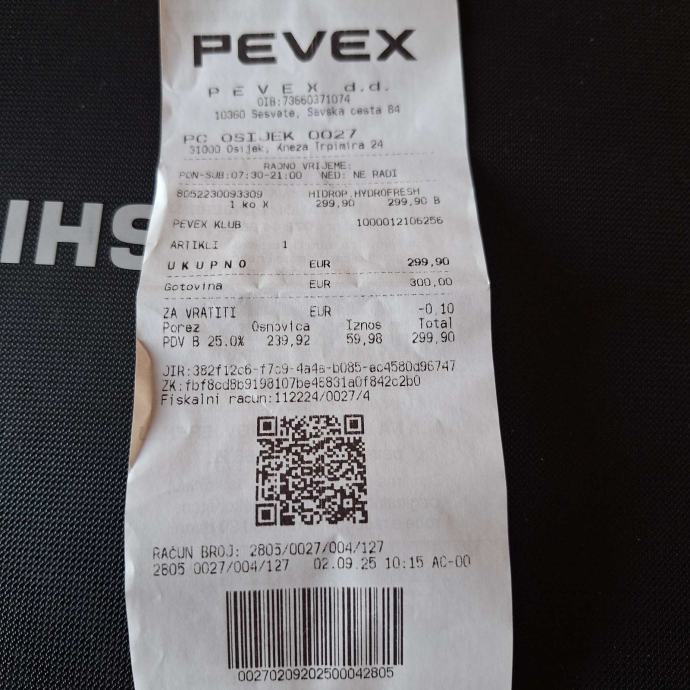 PEVEX
PEVEX d.d.
OIB:73660371074
10360 Sesvete, Savska cesta 84
PC OSIJEK 0027
31000 Osijek, Kneza Trpimira 24
RADNO VRIJEME:
PON-SUB:07:30-21:00 NED: NE RADI
8052230093309 HIDROP.HYDROFRESH
1 ko X 299,90 299,90 B
PEVEX KLUB 1000012106256
ARTIKLI 1
UKUPNO EUR 299,90
Gotovina EUR 300,00
ZA VRATITI EUR -0,10
Porez Osnovica Iznos Total
PDV B 25.0% 239,92 59,98 299,90
JIR:382f12c6-f7c9-4a4a-b085-ec4580d96747
ZK:fbf8cd8b9198107be46831a0f842c2b0
Fiskalni racun:112224/0027/4
RAČUN BROJ: 2805/0027/004/127
2805 0027/004/127 02.09.25 10:15 AC-00
00270209202500042805
SHI